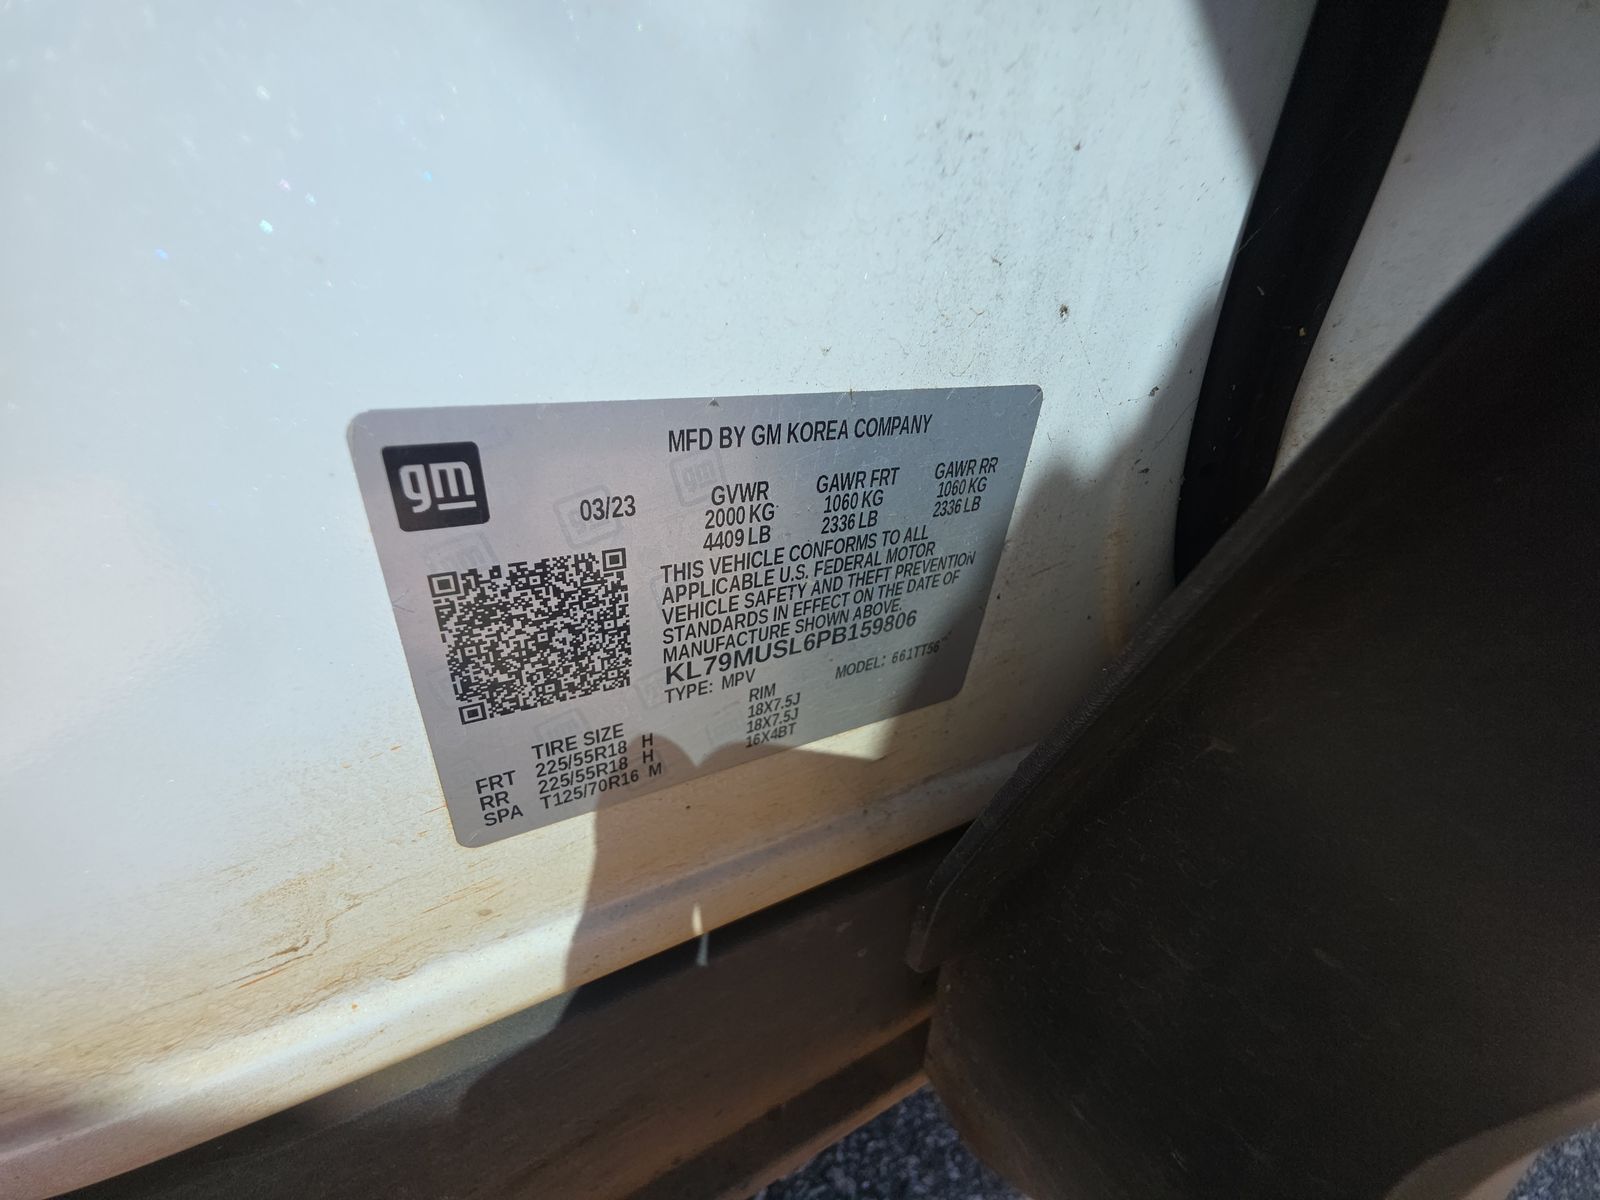 gm
MFD BY GM KOREA COMPANY
03/23
GVWR GAWR FRT GAWR RR
2000 KG 1060 KG 1060 KG
4409 LB 2336 LB 2336 LB
THIS VEHICLE CONFORMS TO ALL
APPLICABLE U.S. FEDERAL MOTOR
VEHICLE SAFETY AND THEFT PREVENTION
STANDARDS IN EFFECT ON THE DATE OF
MANUFACTURE SHOWN ABOVE.
KL79MUSL6PB159806
TYPE: MPV MODEL: 661TT56
TIRE SIZE RIM
FRT 225/55R18 H 18X7.5J
RR 225/55R18 H 18X7.5J
SPA T125/70R16 M 16X4BT